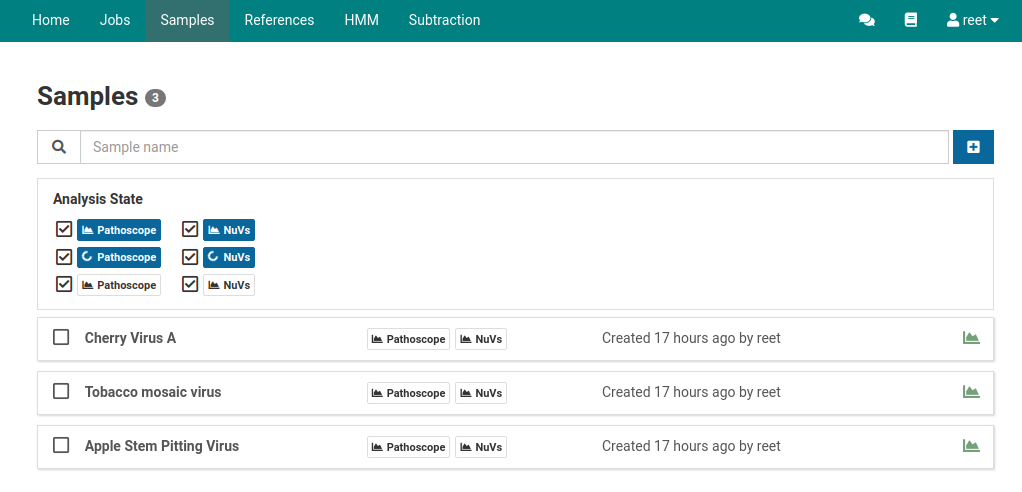 Home Jobs Samples References HMM Subtraction reet
Samples 3
Sample name
Analysis State
Pathoscope NuVs
Pathoscope NuVs
Pathoscope NuVs
Cherry Virus A Pathoscope NuVs Created 17 hours ago by reet
Tobacco mosaic virus Pathoscope NuVs Created 17 hours ago by reet
Apple Stem Pitting Virus Pathoscope NuVs Created 17 hours ago by reet